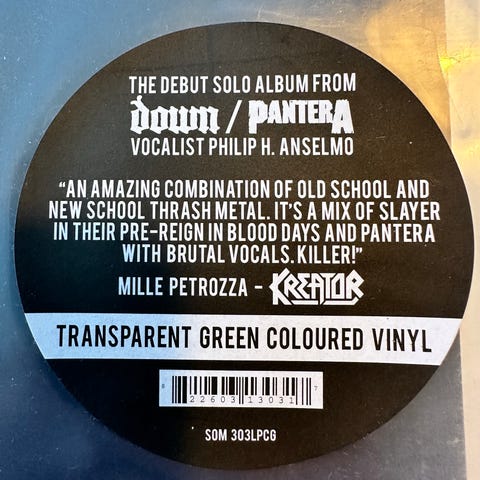 THE DEBUT SOLO ALBUM FROM
down / PANTERA
VOCALIST PHILIP H. ANSELMO
"AN AMAZING COMBINATION OF OLD SCHOOL AND
NEW SCHOOL THRASH METAL. IT'S A MIX OF SLAYER
IN THEIR PRE-REIGN IN BLOOD DAYS AND PANTERA
WITH BRUTAL VOCALS. KILLER!"
MILLE PETROZZA - KREATOR
TRANSPARENT GREEN COLOURED VINYL
8 22603 13031 7
SOM 303LPCG